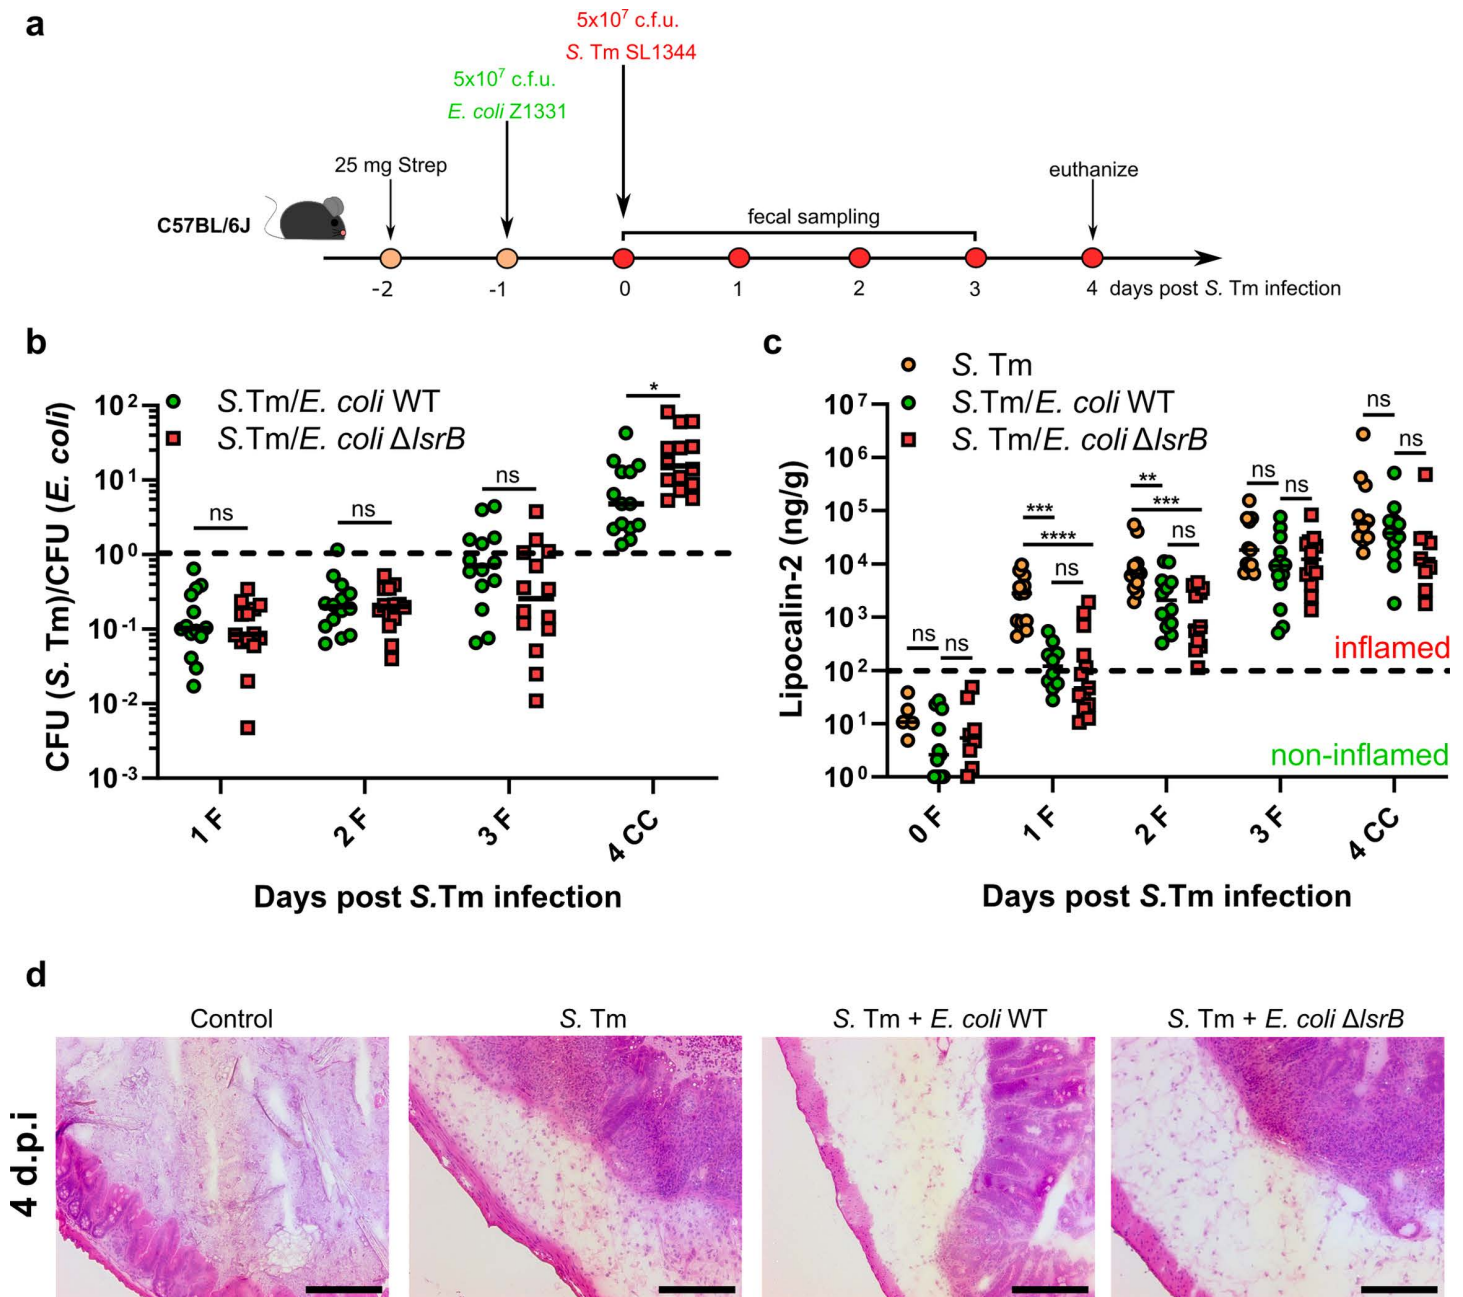 a
5x10⁷ c.f.u.
S. Tm SL1344
5x10⁷ c.f.u.
E. coli Z1331
25 mg Strep
euthanize
fecal sampling
C57BL/6J
-2 -1 0 1 2 3 4 days post S. Tm infection
b
S.Tm/E. coli WT
S.Tm/E. coli ΔlsrB
CFU (S. Tm)/CFU (E. coli)
10²
10¹
10⁰
10⁻¹
10⁻²
10⁻³
ns ns ns *
1 F 2 F 3 F 4 CC
Days post S.Tm infection
c
S. Tm
S.Tm/E. coli WT
S. Tm/E. coli ΔlsrB
Lipocalin-2 (ng/g)
10⁷
10⁶
10⁵
10⁴
10³
10²
10¹
10⁰
ns ns
*** **** ns
** *** ns
ns ns
ns ns
inflamed
non-inflamed
0 F 1 F 2 F 3 F 4 CC
Days post S.Tm infection
d
Control S. Tm S. Tm + E. coli WT S. Tm + E. coli ΔlsrB
4 d.p.i